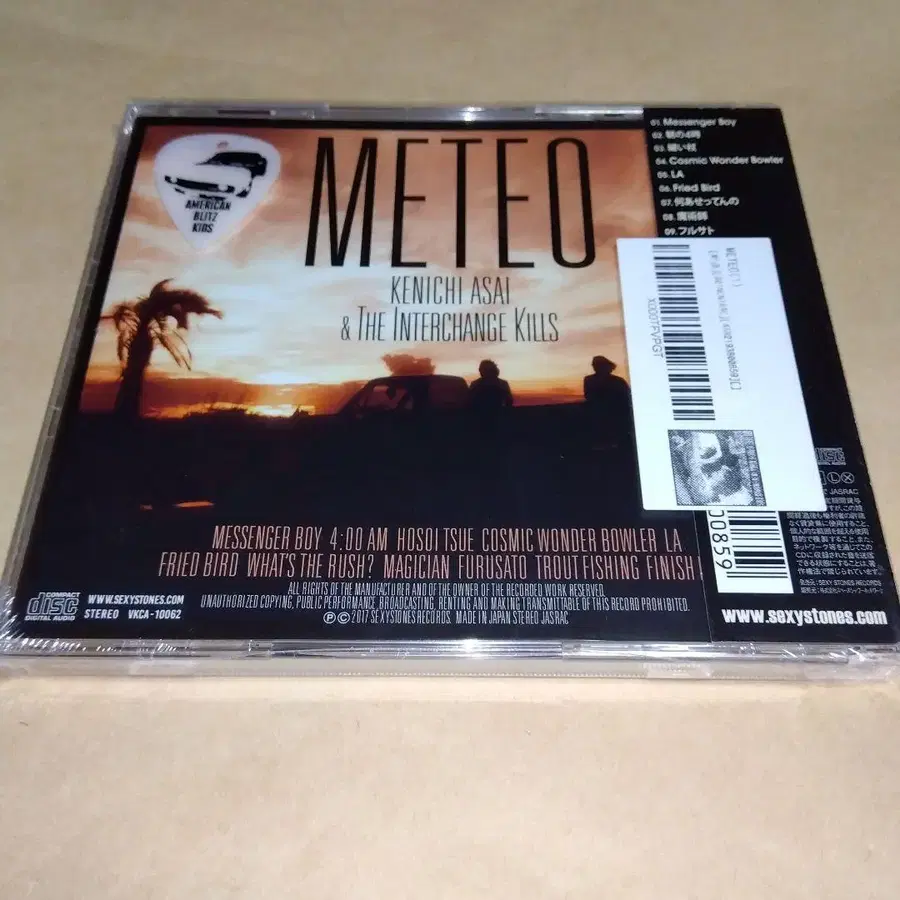 AMERICAN
BLITZ
KIDS
METEO
KENICHI ASAI
& THE INTERCHANGE KILLS
MESSENGER BOY 4:00 AM HOSOI TSUE COSMIC WONDER BOWLER LA
FRIED BIRD WHAT'S THE RUSH? MAGICIAN FURUSATO TROUT FISHING FINISH
ALL RIGHTS OF THE MANUFACTURER AND OF THE OWNER OF THE RECORDED WORK RESERVED.
UNAUTHORIZED COPYING, PUBLIC PERFORMANCE, BROADCASTING, RENTING AND MAKING TRANSMITTABLE OF THIS RECORD PROHIBITED.
Ⓟ© 2017 SEXYSTONES RECORDS. MADE IN JAPAN STEREO JASRAC
COMPACT
disc
DIGITAL AUDIO
WWW.SEXYSTONES.COM
STEREO VKCA-10062
01. Messenger Boy
02.朝の4時
03. 細い杖
04. Cosmic Wonder Bowler
05. LA
06. Fried Bird
07. 何あせってんの
08. 魔術師
09. フルサト
METEO(1)
X000TFVPGT
JASRAC
00859
www.sexystones.com